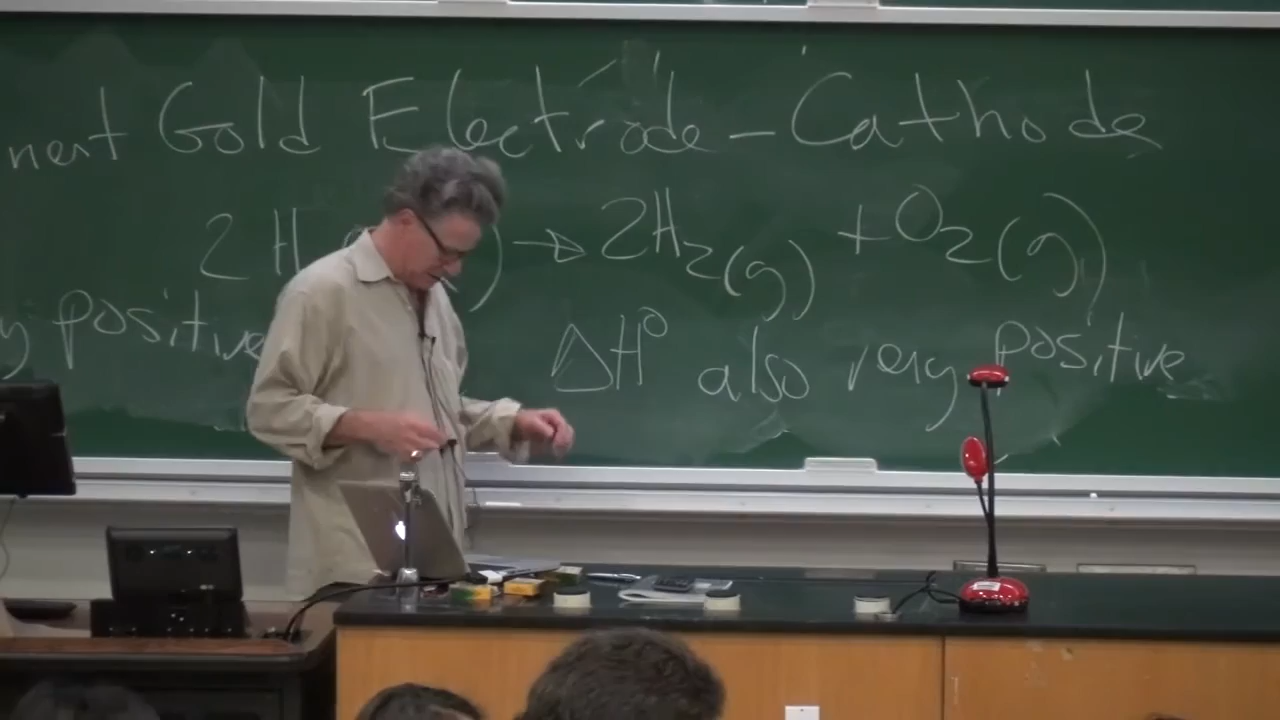 nert Gold Electrode - Cathode
2H ) → 2H₂(g) + O₂(g)
y positive ΔH° also very positive